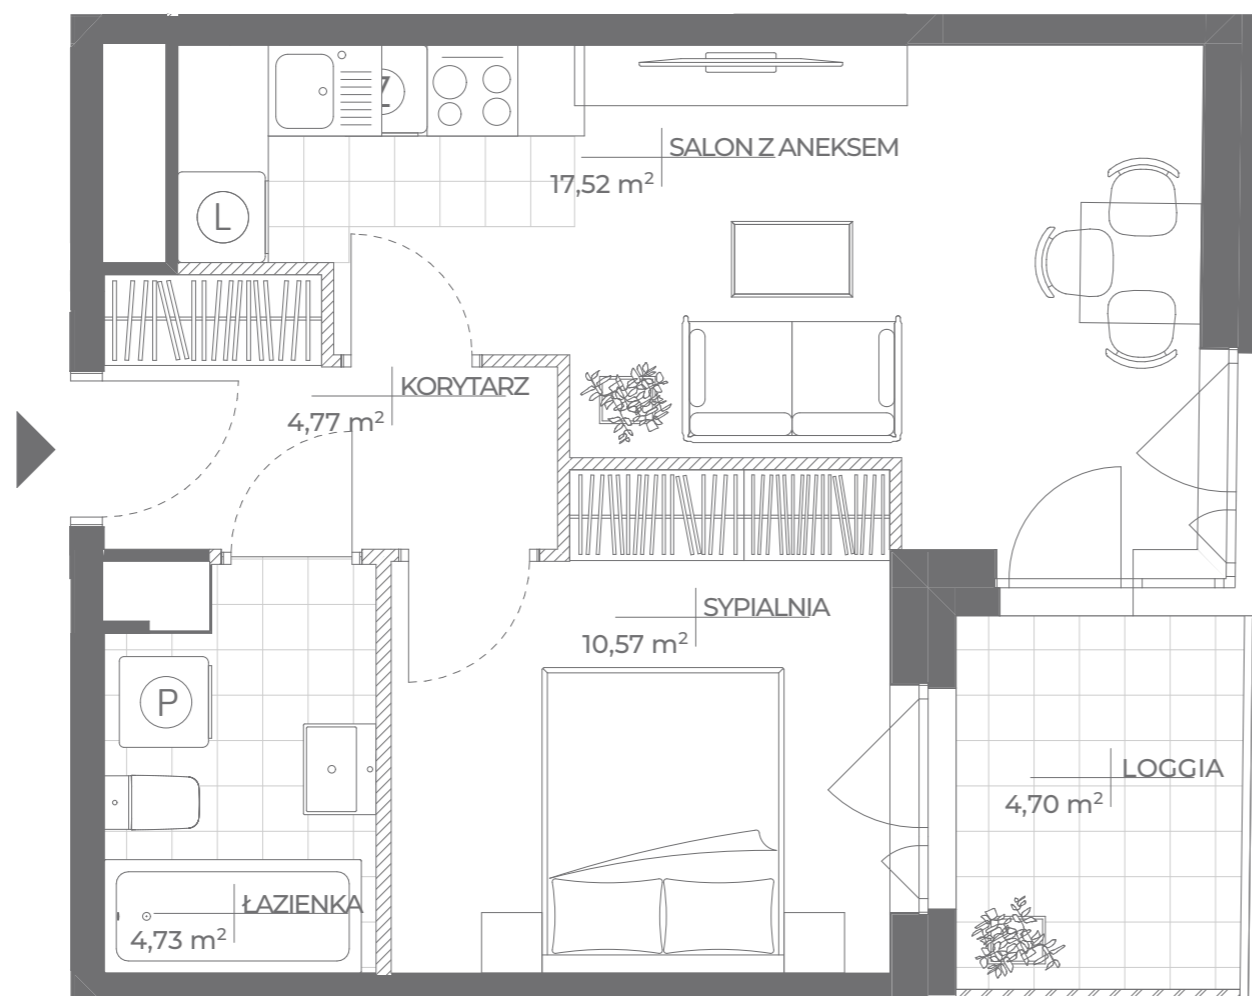 Z
SALON Z ANEKSEM
17,52 m²
L
KORYTARZ
4,77 m²
SYPIALNIA
10,57 m²
P
LOGGIA
4,70 m²
ŁAZIENKA
4,73 m²